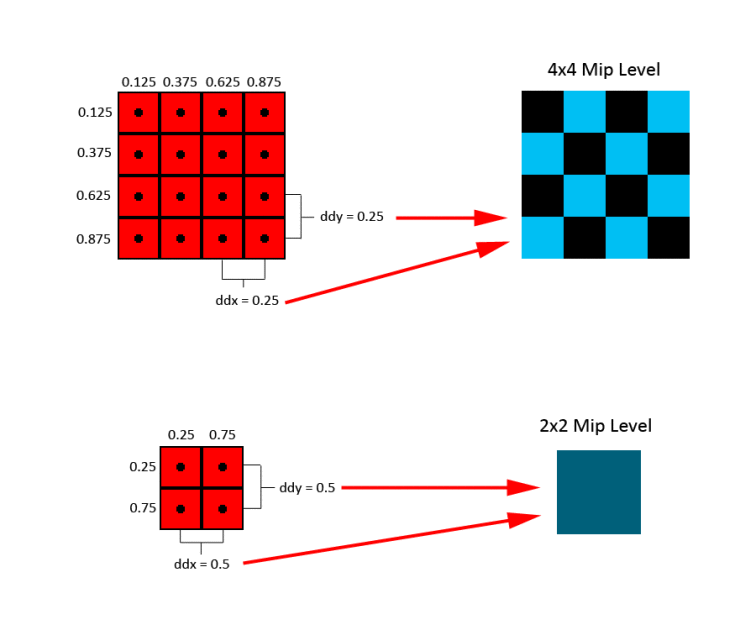 4x4 Mip Level
0.125 0.375 0.625 0.875
0.125
0.375
0.625
0.875
ddy = 0.25
ddx = 0.25
2x2 Mip Level
0.25 0.75
0.25
0.75
ddy = 0.5
ddx = 0.5